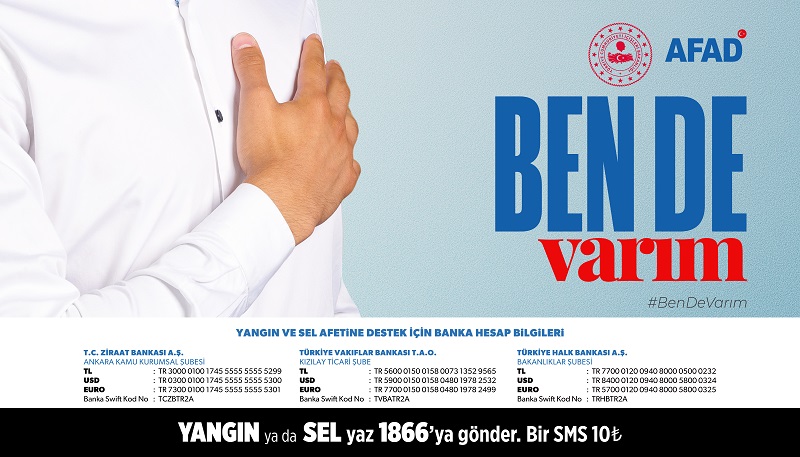 AFAD
BEN DE
varım
#BenDeVarım
YANGIN VE SEL AFETİNE DESTEK İÇİN BANKA HESAP BİLGİLERİ
T.C. ZİRAAT BANKASI A.Ş.
ANKARA KAMU KURUMSAL ŞUBESİ
TL : TR 3000 0100 1745 5555 5555 5299
USD : TR 0300 0100 1745 5555 5555 5300
EURO : TR 7300 0100 1745 5555 5555 5301
Banka Swift Kod No : TCZBTR2A
TÜRKİYE VAKIFLAR BANKASI T.A.O.
KIZILAY TİCARİ ŞUBE
TL : TR 5600 0150 0158 0073 1352 9565
USD : TR 5900 0150 0158 0480 1978 2532
EURO : TR 7400 0150 0158 0480 1978 2499
Banka Swift Kod No : TVBATR2A
TÜRKİYE HALK BANKASI A.Ş.
BAKANLIKLAR ŞUBESİ
TL : TR 7700 0120 0940 8000 0500 0232
USD : TR 8400 0120 0940 8000 5800 0324
EURO : TR 5700 0120 0940 8000 5800 0325
Banka Swift Kod No : TRHBTR2A
YANGIN ya da SEL yaz 1866'ya gönder. Bir SMS 10₺